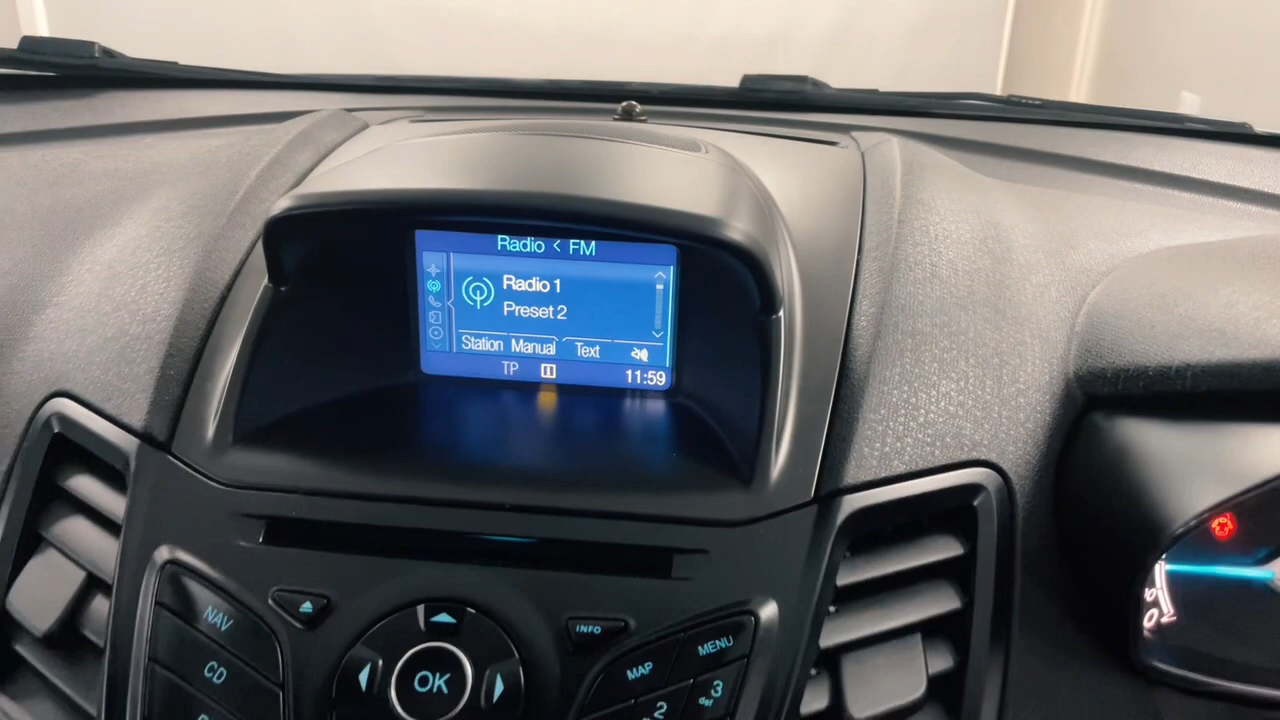 Radio < FM
Radio 1
Preset 2
Station Manual Text
TP i 11:59
NAV
INFO
MENU
MAP
CD
OK
3
def
2